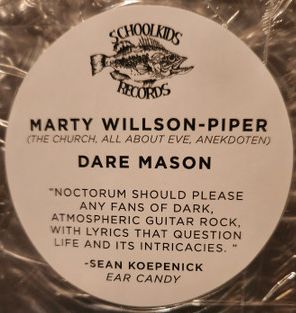 SCHOOLKIDS
RECORDS
MARTY WILLSON-PIPER
(THE CHURCH, ALL ABOUT EVE, ANEKDOTEN)
DARE MASON
"NOCTORUM SHOULD PLEASE
ANY FANS OF DARK,
ATMOSPHERIC GUITAR ROCK,
WITH LYRICS THAT QUESTION
LIFE AND ITS INTRICACIES. "
-SEAN KOEPENICK
EAR CANDY